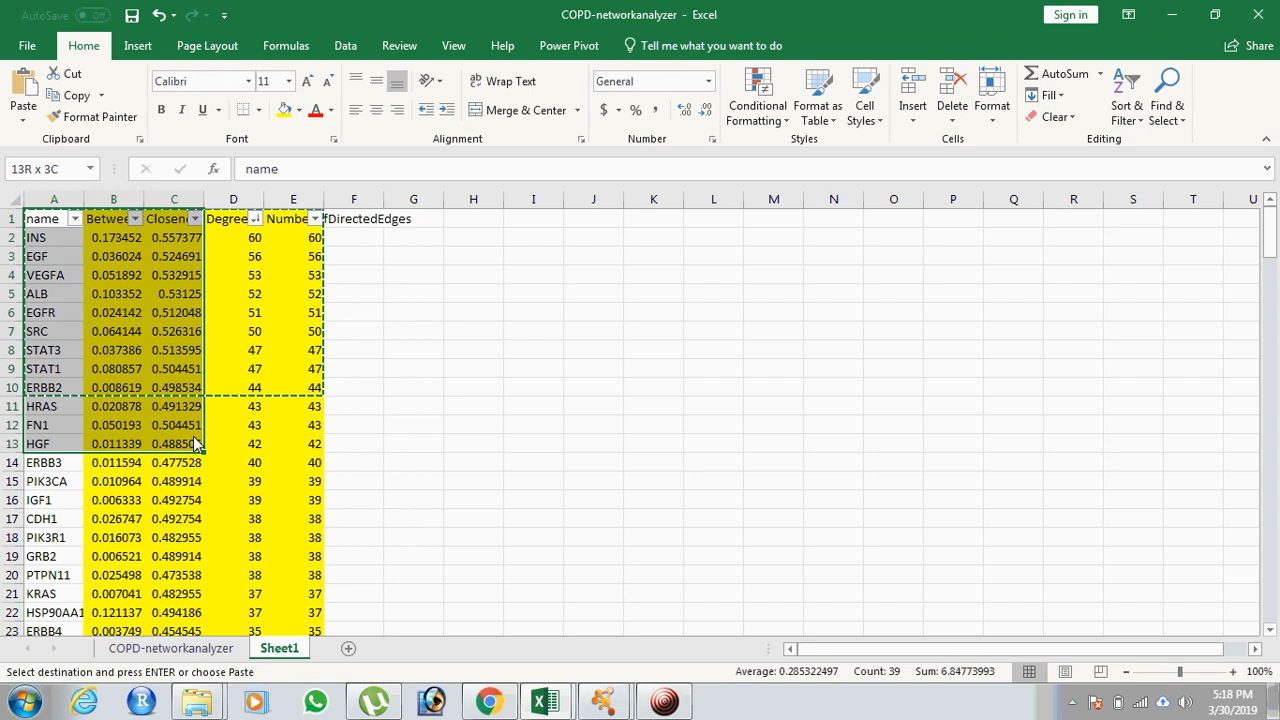 AutoSave Off
COPD-networkanalyzer - Excel
Sign in
File Home Insert Page Layout Formulas Data Review View Help Power Pivot Tell me what you want to do Share
Paste
Cut
Copy
Format Painter
Clipboard
Calibri 11
B I U
Font
Wrap Text
Merge & Center
Alignment
General
$ % ,
Number
Conditional Formatting
Format as Table
Cell Styles
Styles
Insert
Delete
Format
Cells
AutoSum
Fill
Clear
Sort & Filter
Find & Select
Editing
13R x 3C fx name
A B C D E F G H I J K L M N O P Q R S T U
1 name Betwee Closen Degree Numbe fDirectedEdges
2 INS 0.173452 0.557377 60 60
3 EGF 0.036024 0.524691 56 56
4 VEGFA 0.051892 0.532915 53 53
5 ALB 0.103352 0.53125 52 52
6 EGFR 0.024142 0.512048 51 51
7 SRC 0.064144 0.526316 50 50
8 STAT3 0.037386 0.513595 47 47
9 STAT1 0.080857 0.504451 47 47
10 ERBB2 0.008619 0.498534 44 44
11 HRAS 0.020878 0.491329 43 43
12 FN1 0.050193 0.504451 43 43
13 HGF 0.011339 42 42
14 ERBB3 0.011594 0.477528 40 40
15 PIK3CA 0.010964 0.489914 39 39
16 IGF1 0.006333 0.492754 39 39
17 CDH1 0.026747 0.492754 38 38
18 PIK3R1 0.016073 0.482955 38 38
19 GRB2 0.006521 0.489914 38 38
20 PTPN11 0.025498 0.473538 38 38
21 KRAS 0.007041 0.482955 37 37
22 HSP90AA1 0.121137 0.494186 37 37
23 ERBB4 0.003749 0.454545 35 35
COPD-networkanalyzer Sheet1
Select destination and press ENTER or choose Paste Average: 0.285322497 Count: 39 Sum: 6.84773993 100%
5:18 PM
3/30/2019